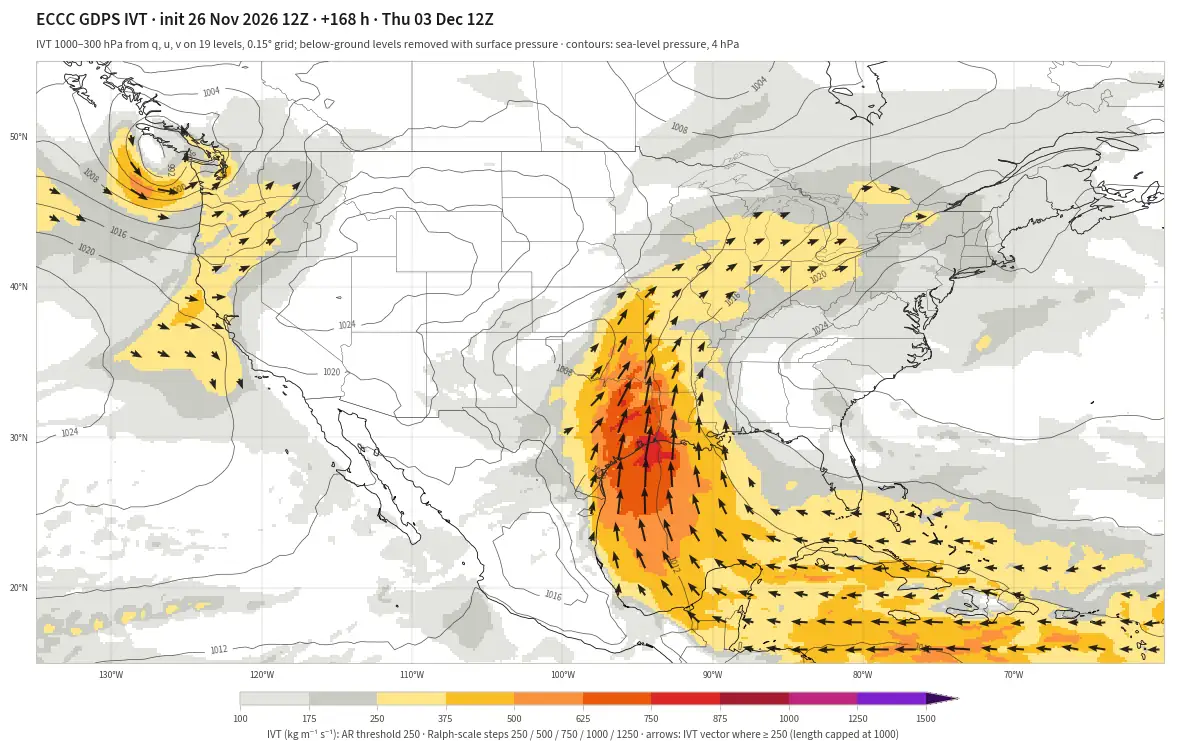 ECCC GDPS IVT · init 26 Nov 2026 12Z · +168 h · Thu 03 Dec 12Z
IVT 1000–300 hPa from q, u, v on 19 levels, 0.15° grid; below-ground levels removed with surface pressure · contours: sea-level pressure, 4 hPa
1004
1004
50°N
1008
992
1008
1016
1020
1020
40°N
1016
1024
1024
1020
1004
1024
30°N
1012
20°N
1016
1012
130°W 120°W 110°W 100°W 90°W 80°W 70°W
100 175 250 375 500 625 750 875 1000 1250 1500
IVT (kg m⁻¹ s⁻¹): AR threshold 250 · Ralph-scale steps 250 / 500 / 750 / 1000 / 1250 · arrows: IVT vector where ≥ 250 (length capped at 1000)